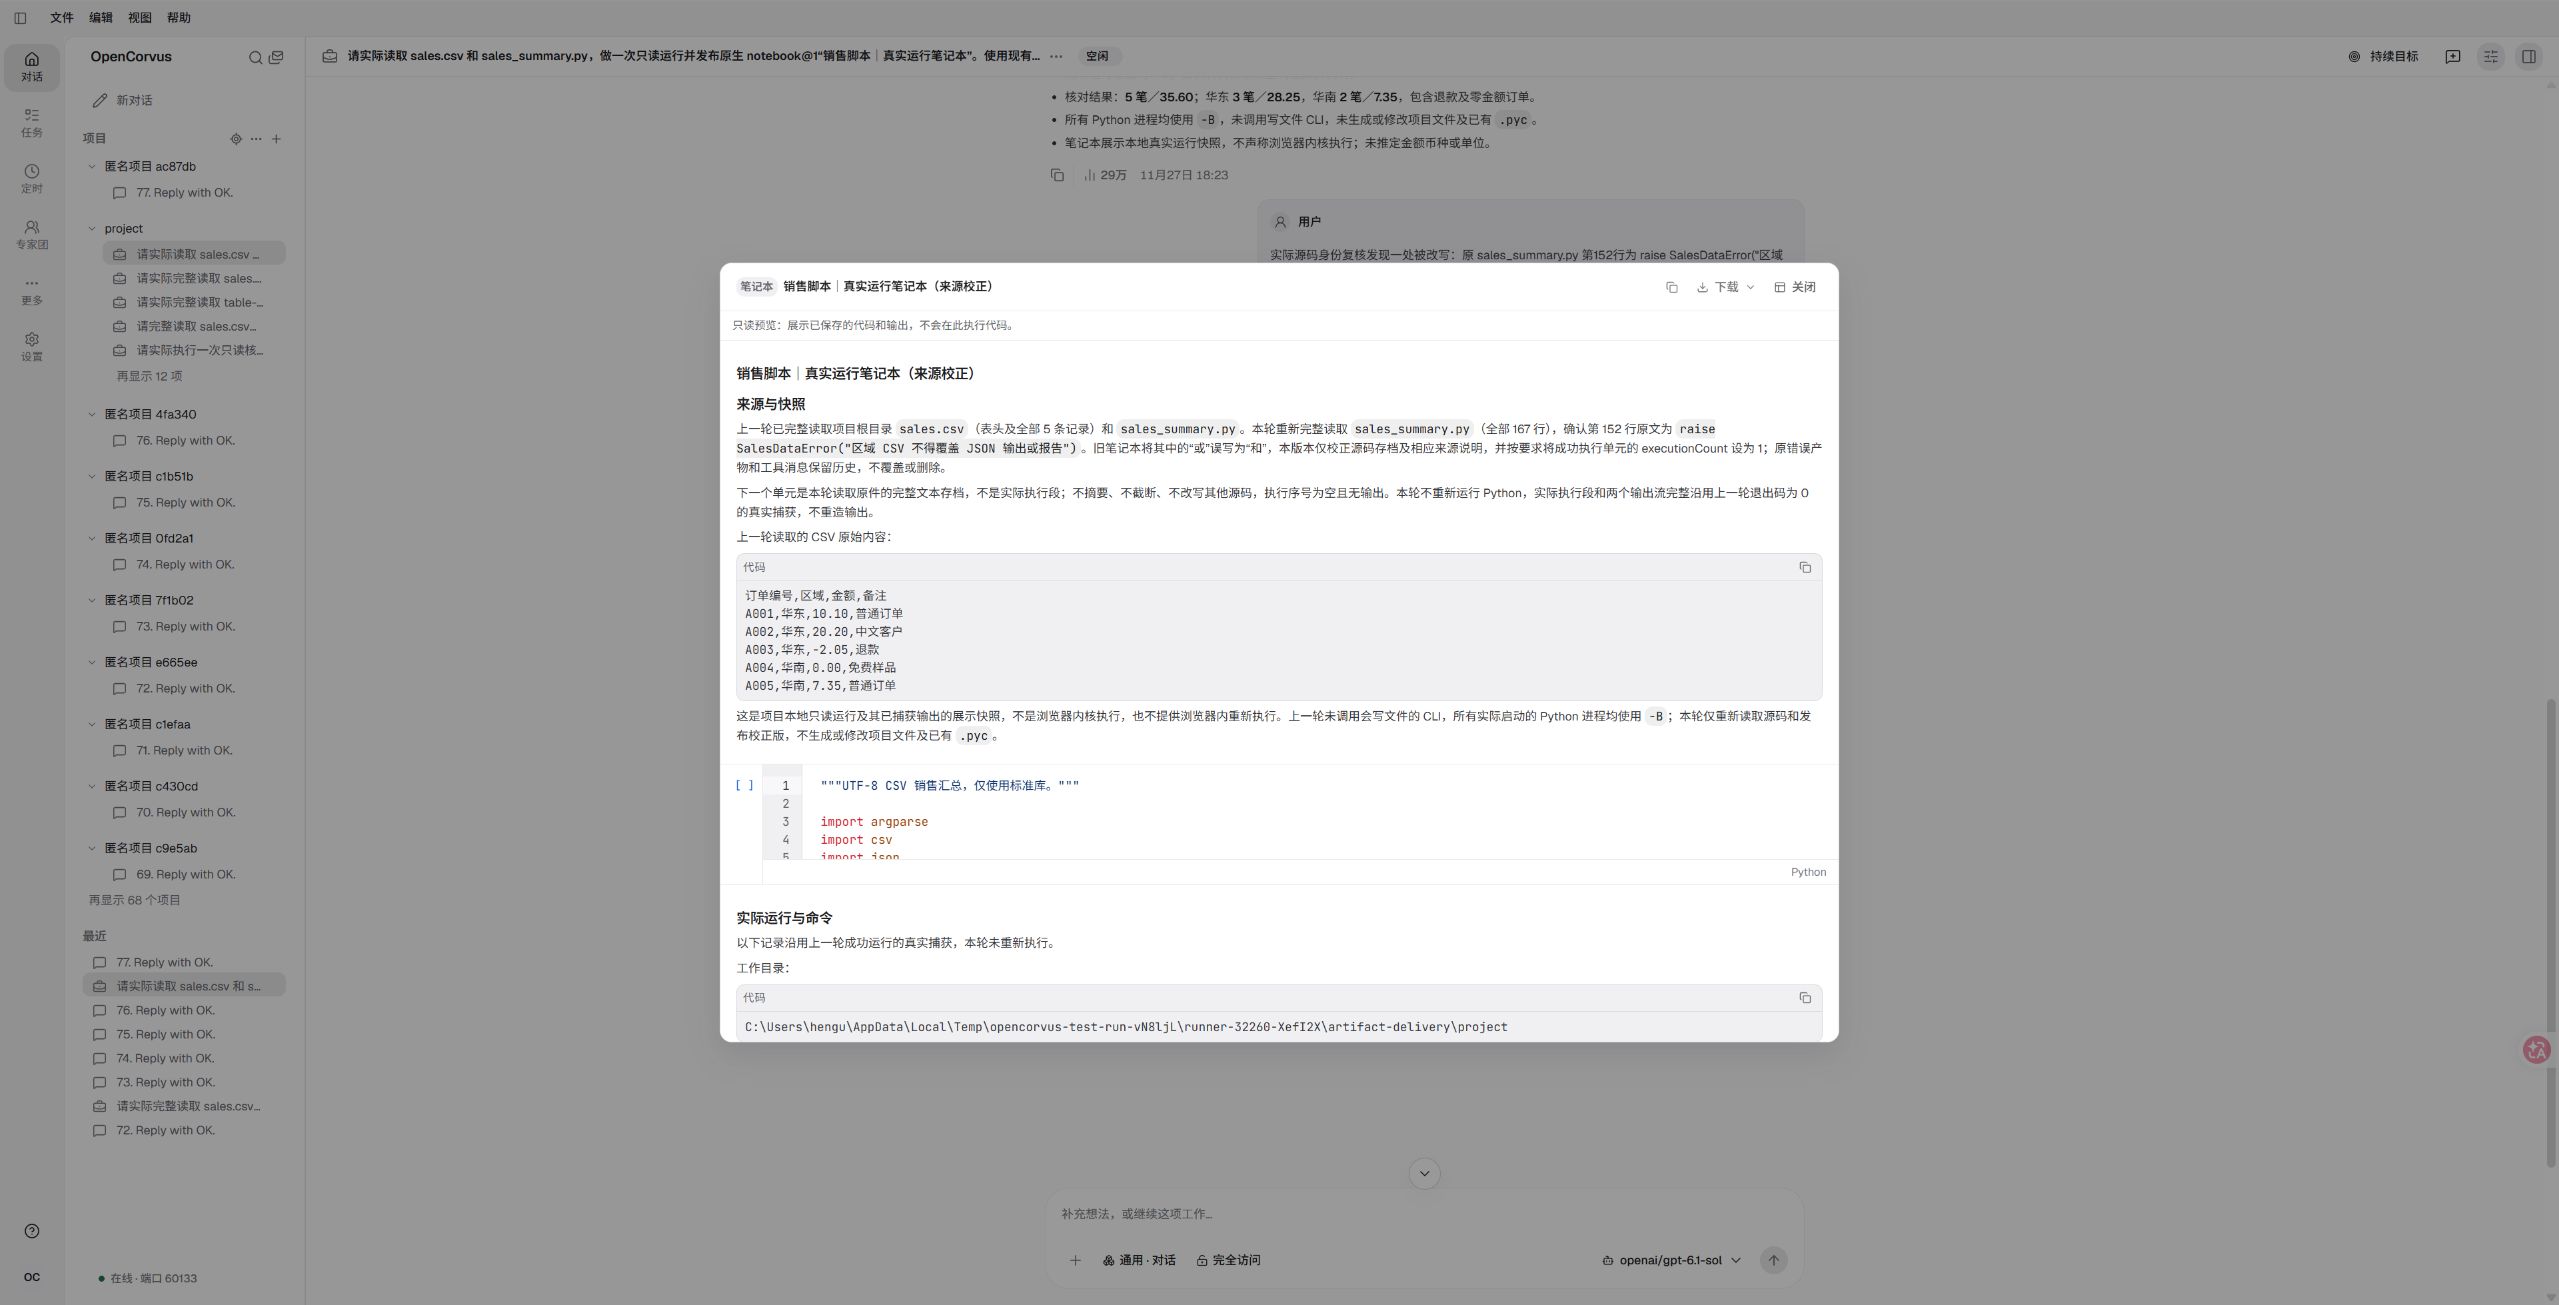 文件 编辑 视图 帮助
对话
任务
定时
专家团
更多
设置
OC
OpenCorvus
新对话
项目
匿名项目 ac87db
77. Reply with OK.
project
请实际读取 sales.csv ...
请实际完整读取 sales....
请实际完整读取 table-...
请完整读取 sales.csv...
请实际执行一次只读核...
再显示 12 项
匿名项目 4fa340
76. Reply with OK.
匿名项目 c1b51b
75. Reply with OK.
匿名项目 0fd2a1
74. Reply with OK.
匿名项目 7f1b02
73. Reply with OK.
匿名项目 e665ee
72. Reply with OK.
匿名项目 c1efaa
71. Reply with OK.
匿名项目 c430cd
70. Reply with OK.
匿名项目 c9e5ab
69. Reply with OK.
再显示 68 个项目
最近
77. Reply with OK.
请实际读取 sales.csv 和 s...
76. Reply with OK.
75. Reply with OK.
74. Reply with OK.
73. Reply with OK.
请实际完整读取 sales.csv...
72. Reply with OK.
在线 · 端口 60133
请实际读取 sales.csv 和 sales_summary.py，做一次只读运行并发布原生 notebook@1“销售脚本｜真实运行笔记本”。使用现有... ··· 空闲
持续目标
核对结果：5 笔／35.60；华东 3 笔／28.25，华南 2 笔／7.35，包含退款及零金额订单。
所有 Python 进程均使用 -B，未调用写文件 CLI，未生成或修改项目文件及已有 .pyc。
笔记本展示本地真实运行快照，不声称浏览器内核执行；未推定金额币种或单位。
29万 11月27日 18:23
用户
实际源码身份复核发现一处被改写：原 sales_summary.py 第152行为 raise SalesDataError("区域
笔记本 销售脚本｜真实运行笔记本（来源校正）
下载 关闭
只读预览：展示已保存的代码和输出，不会在此执行代码。
销售脚本｜真实运行笔记本（来源校正）
来源与快照
上一轮已完整读取项目根目录 sales.csv（表头及全部 5 条记录）和 sales_summary.py。本轮重新完整读取 sales_summary.py（全部 167 行），确认第 152 行原文为 raise
SalesDataError("区域 CSV 不得覆盖 JSON 输出或报告")。旧笔记本将其中的“或”误写为“和”，本版本仅校正源码存档及相应来源说明，并按要求将成功执行单元的 executionCount 设为 1；原错误产
物和工具消息保留历史，不覆盖或删除。
下一个单元是本轮读取原件的完整文本存档，不是实际执行段；不摘要、不截断、不改写其他源码，执行序号为空且无输出。本轮不重新运行 Python，实际执行段和两个输出流完整沿用上一轮退出码为 0
的真实捕获，不重造输出。
上一轮读取的 CSV 原始内容：
代码
订单编号,区域,金额,备注
A001,华东,10.10,普通订单
A002,华东,20.20,中文客户
A003,华东,-2.05,退款
A004,华南,0.00,免费样品
A005,华南,7.35,普通订单
这是项目本地只读运行及其已捕获输出的展示快照，不是浏览器内核执行，也不提供浏览器内重新执行。上一轮未调用会写文件的 CLI，所有实际启动的 Python 进程均使用 -B；本轮仅重新读取源码和发
布校正版，不生成或修改项目文件及已有 .pyc。
[ ]
1 """UTF-8 CSV 销售汇总，仅使用标准库。"""
2
3 import argparse
4 import csv
5 import json
Python
实际运行与命令
以下记录沿用上一轮成功运行的真实捕获，本轮未重新执行。
工作目录：
代码
C:\Users\hengu\AppData\Local\Temp\opencorvus-test-run-vN8ljL\runner-32260-XefI2X\artifact-delivery\project
补充想法，或继续这项工作...
通用 · 对话 完全访问
openai/gpt-6.1-sol